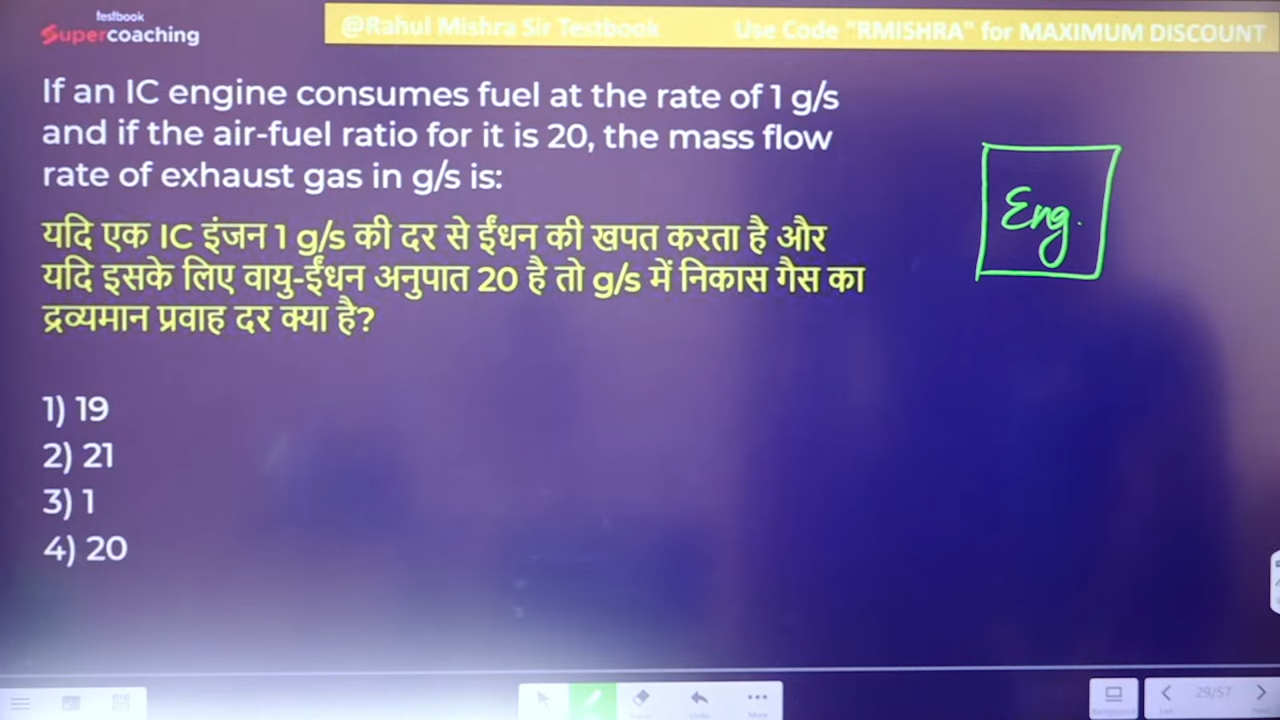 testbook
Supercoaching
@Rahul Mishra Sir Testbook
Use Code "RMISHRA" for MAXIMUM DISCOUNT
If an IC engine consumes fuel at the rate of 1 g/s
and if the air-fuel ratio for it is 20, the mass flow
rate of exhaust gas in g/s is:
Eng.
यदि एक IC इंजन 1 g/s की दर से ईंधन की खपत करता है और
यदि इसके लिए वायु-ईंधन अनुपात 20 है तो g/s में निकास गैस का
द्रव्यमान प्रवाह दर क्या है?
1) 19
2) 21
3) 1
4) 20
Undo
More
Background
29/57